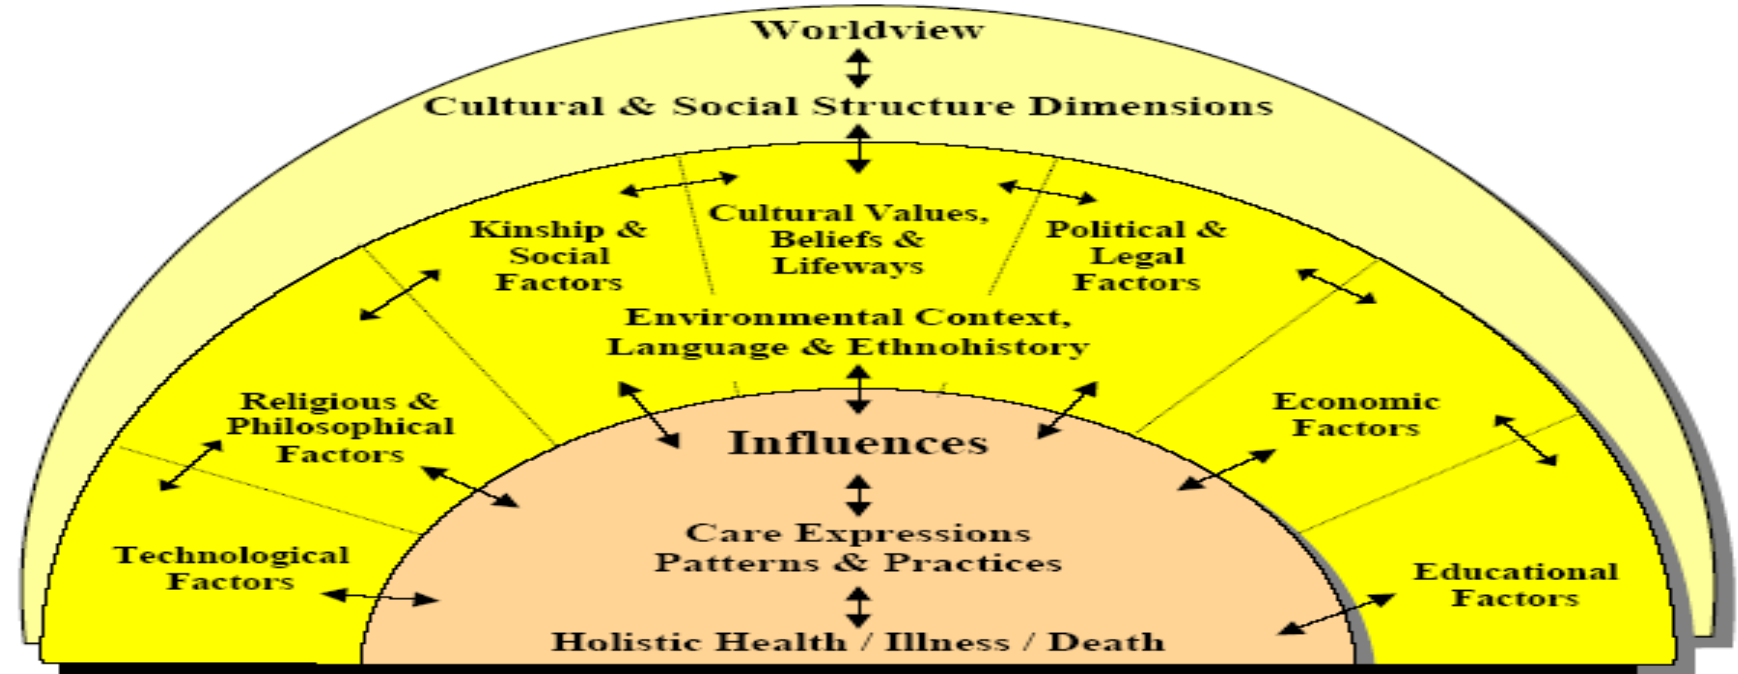 Worldview
Cultural & Social Structure Dimensions
Kinship &
Social
Factors
Cultural Values,
Beliefs &
Lifeways
Political &
Legal
Factors
Environmental Context,
Language & Ethnohistory
Religious &
Philosophical
Factors
Economic
Factors
Technological
Factors
Educational
Factors
Influences
Care Expressions
Patterns & Practices
Holistic Health / Illness / Death